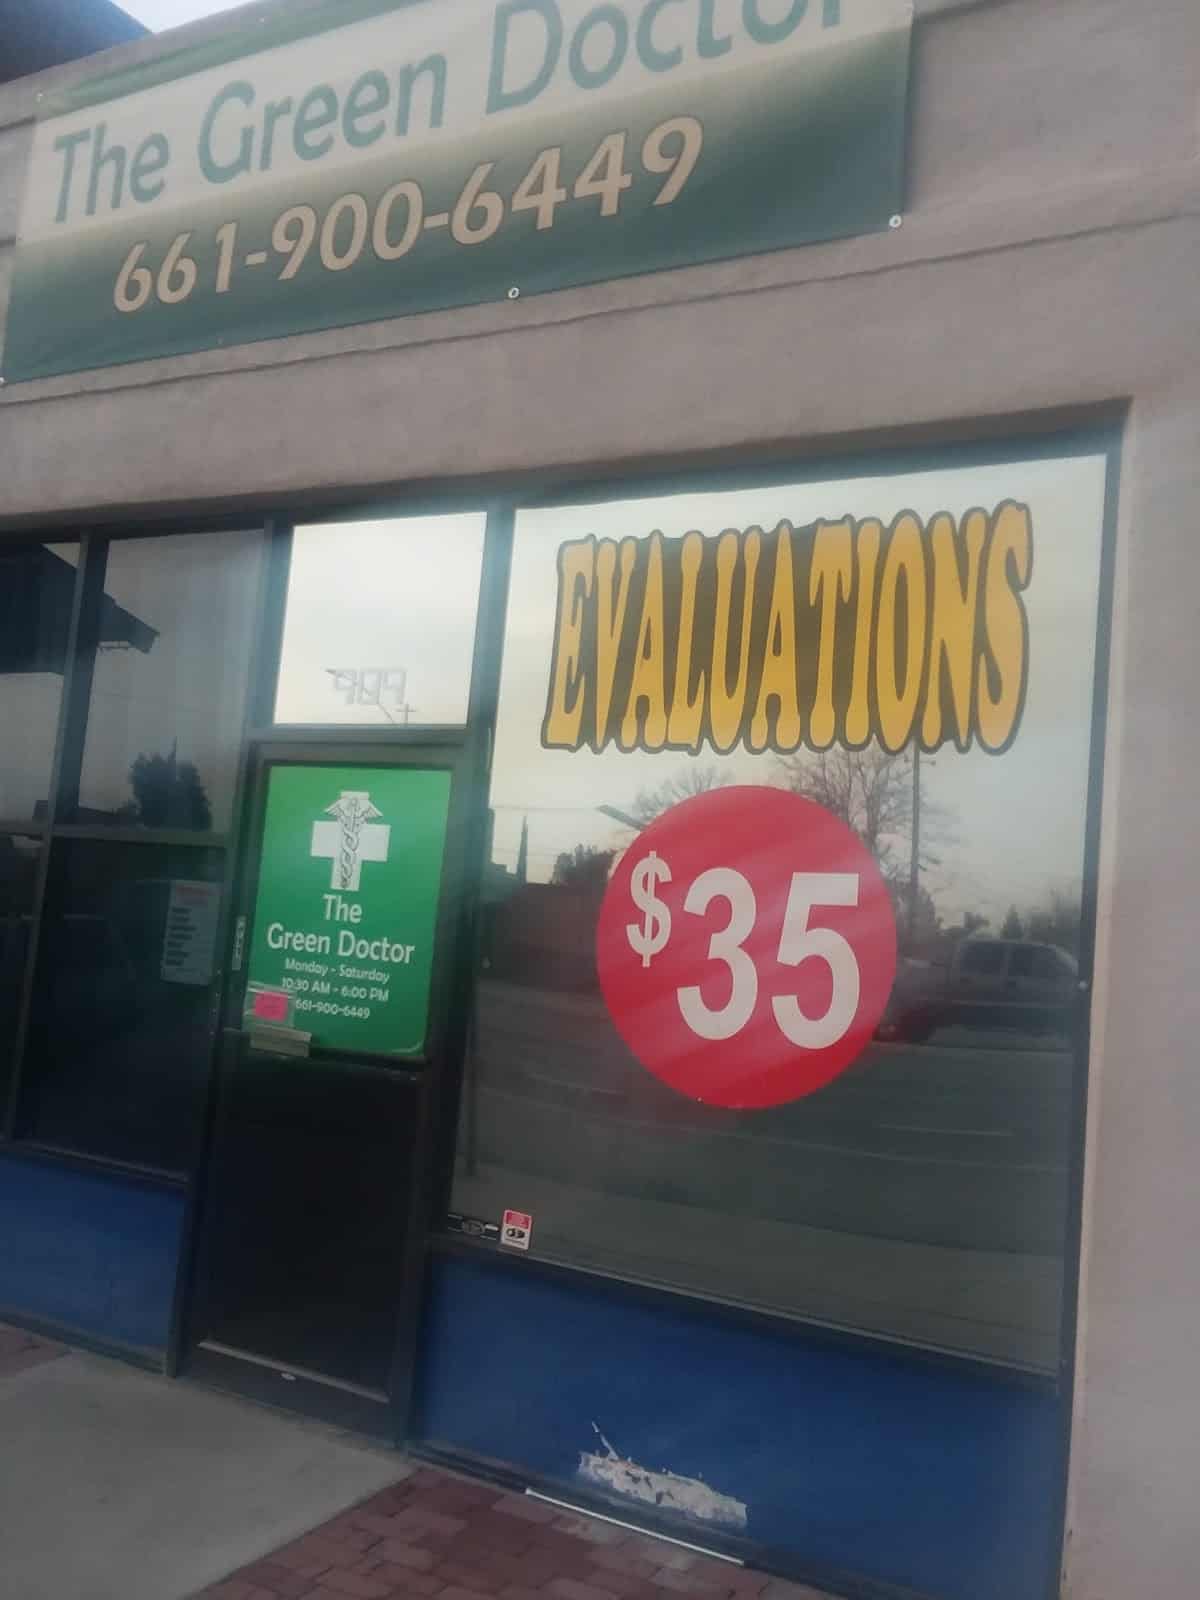 The Green Doctor
661-900-6449
EVALUATIONS
909
The
Green Doctor
Monday - Saturday
10:30 AM - 6:00 PM
661-900-6449
$35